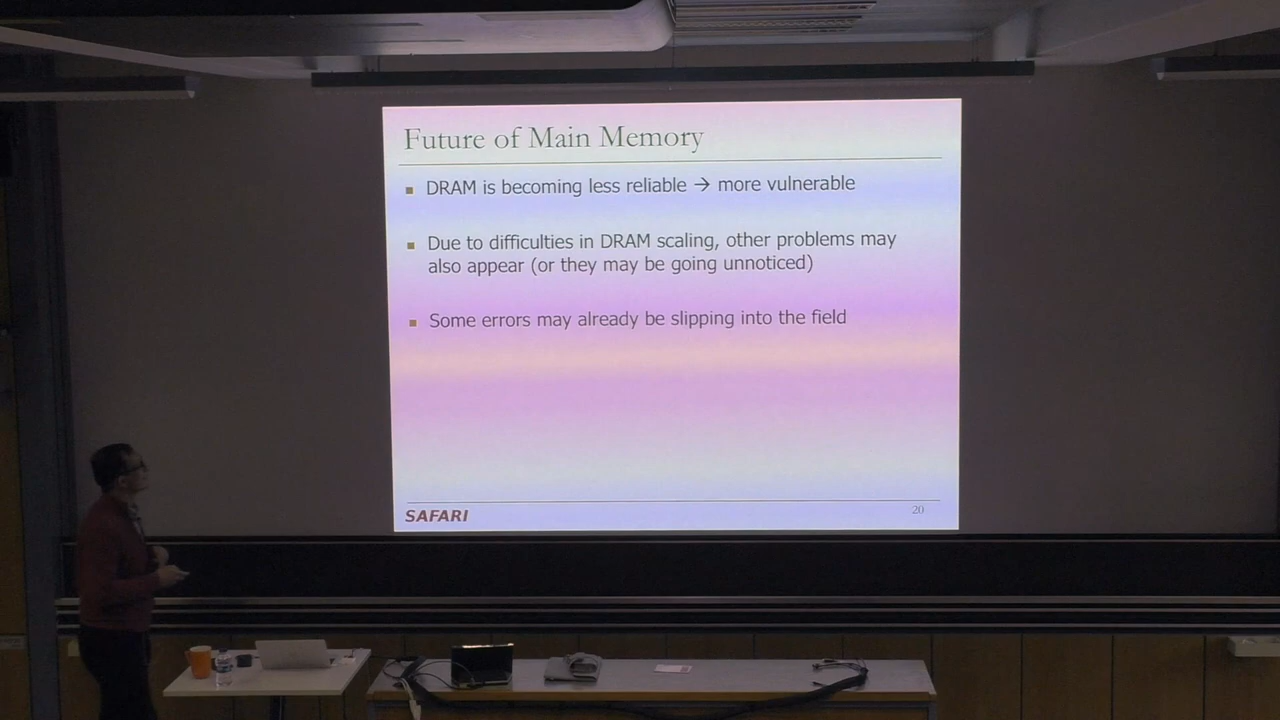 Future of Main Memory
DRAM is becoming less reliable → more vulnerable
Due to difficulties in DRAM scaling, other problems may
also appear (or they may be going unnoticed)
Some errors may already be slipping into the field
SAFARI
20